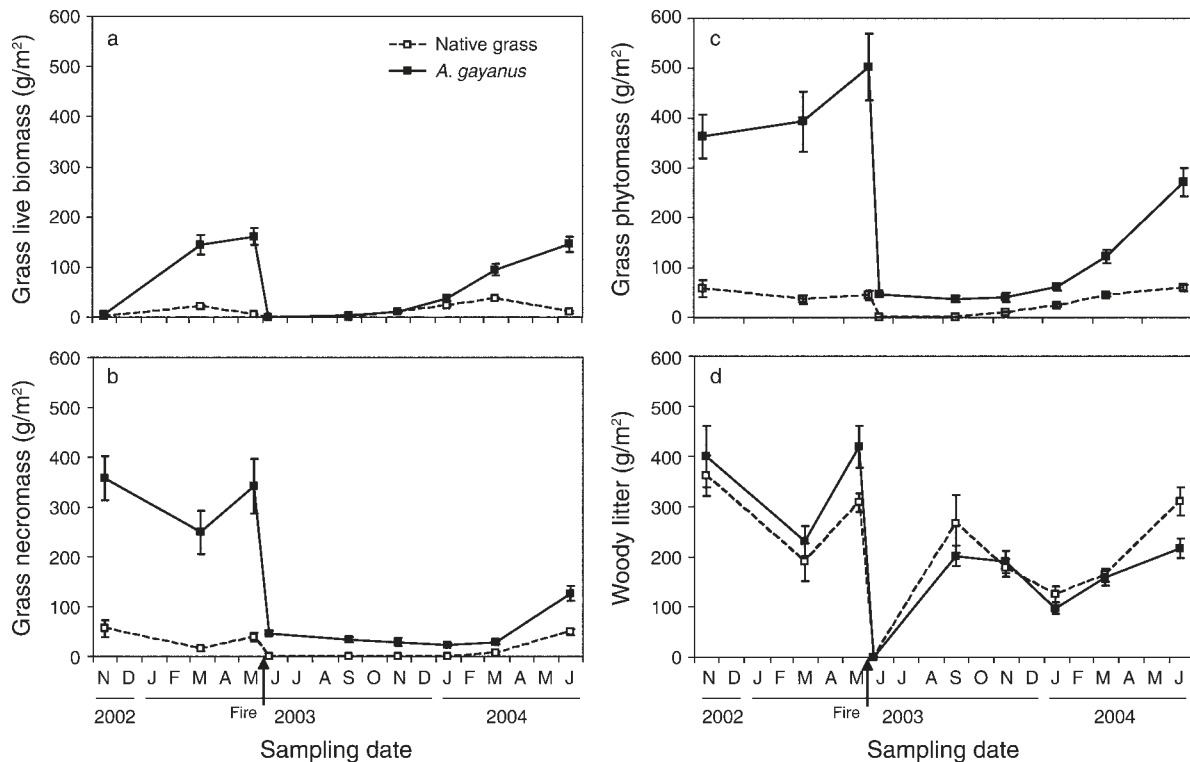 Grass live biomass (g/m²)
600
500
400
300
200
100
0
a
Native grass
A. gayanus
Grass phytomass (g/m²)
600
500
400
300
200
100
0
c
Grass necromass (g/m²)
600
500
400
300
200
100
0
b
N D J F M A M J J A S O N D J F M A M J
2002 Fire 2003 2004
Sampling date
Woody litter (g/m²)
600
500
400
300
200
100
0
d
N D J F M A M J J A S O N D J F M A M J
2002 Fire 2003 2004
Sampling date